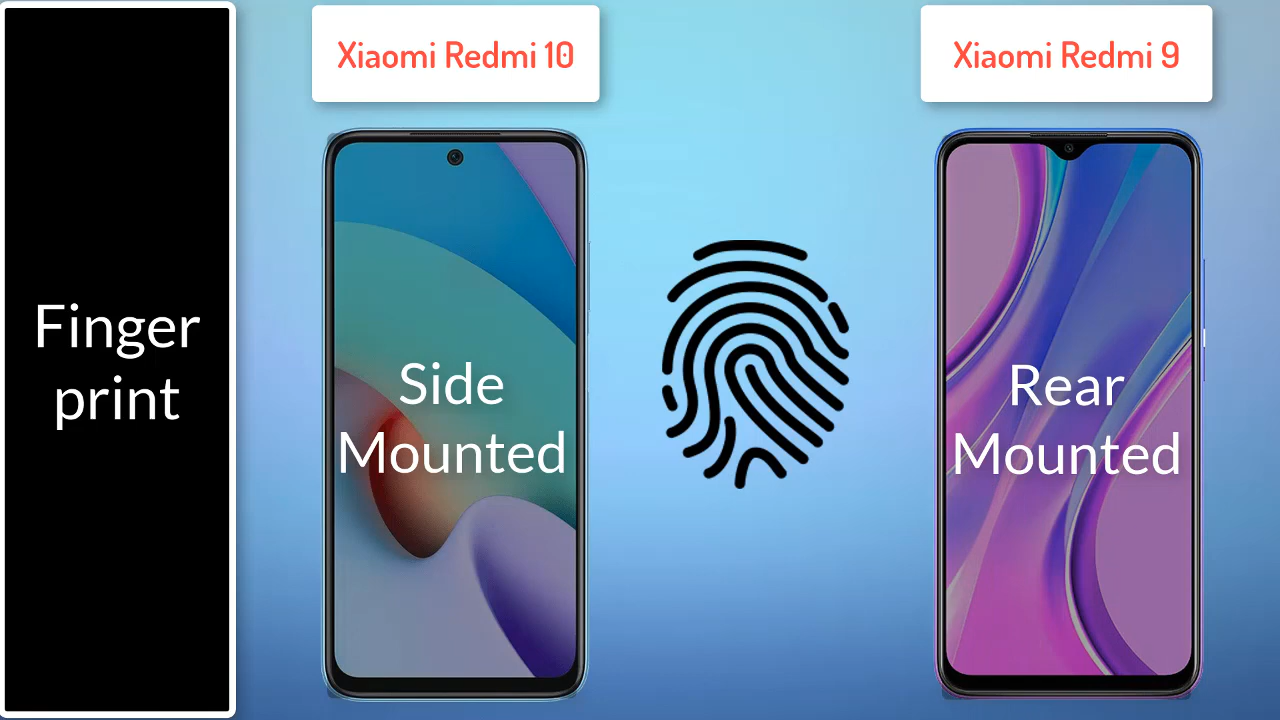 Xiaomi Redmi 10
Xiaomi Redmi 9
Finger
print
Side
Mounted
Rear
Mounted